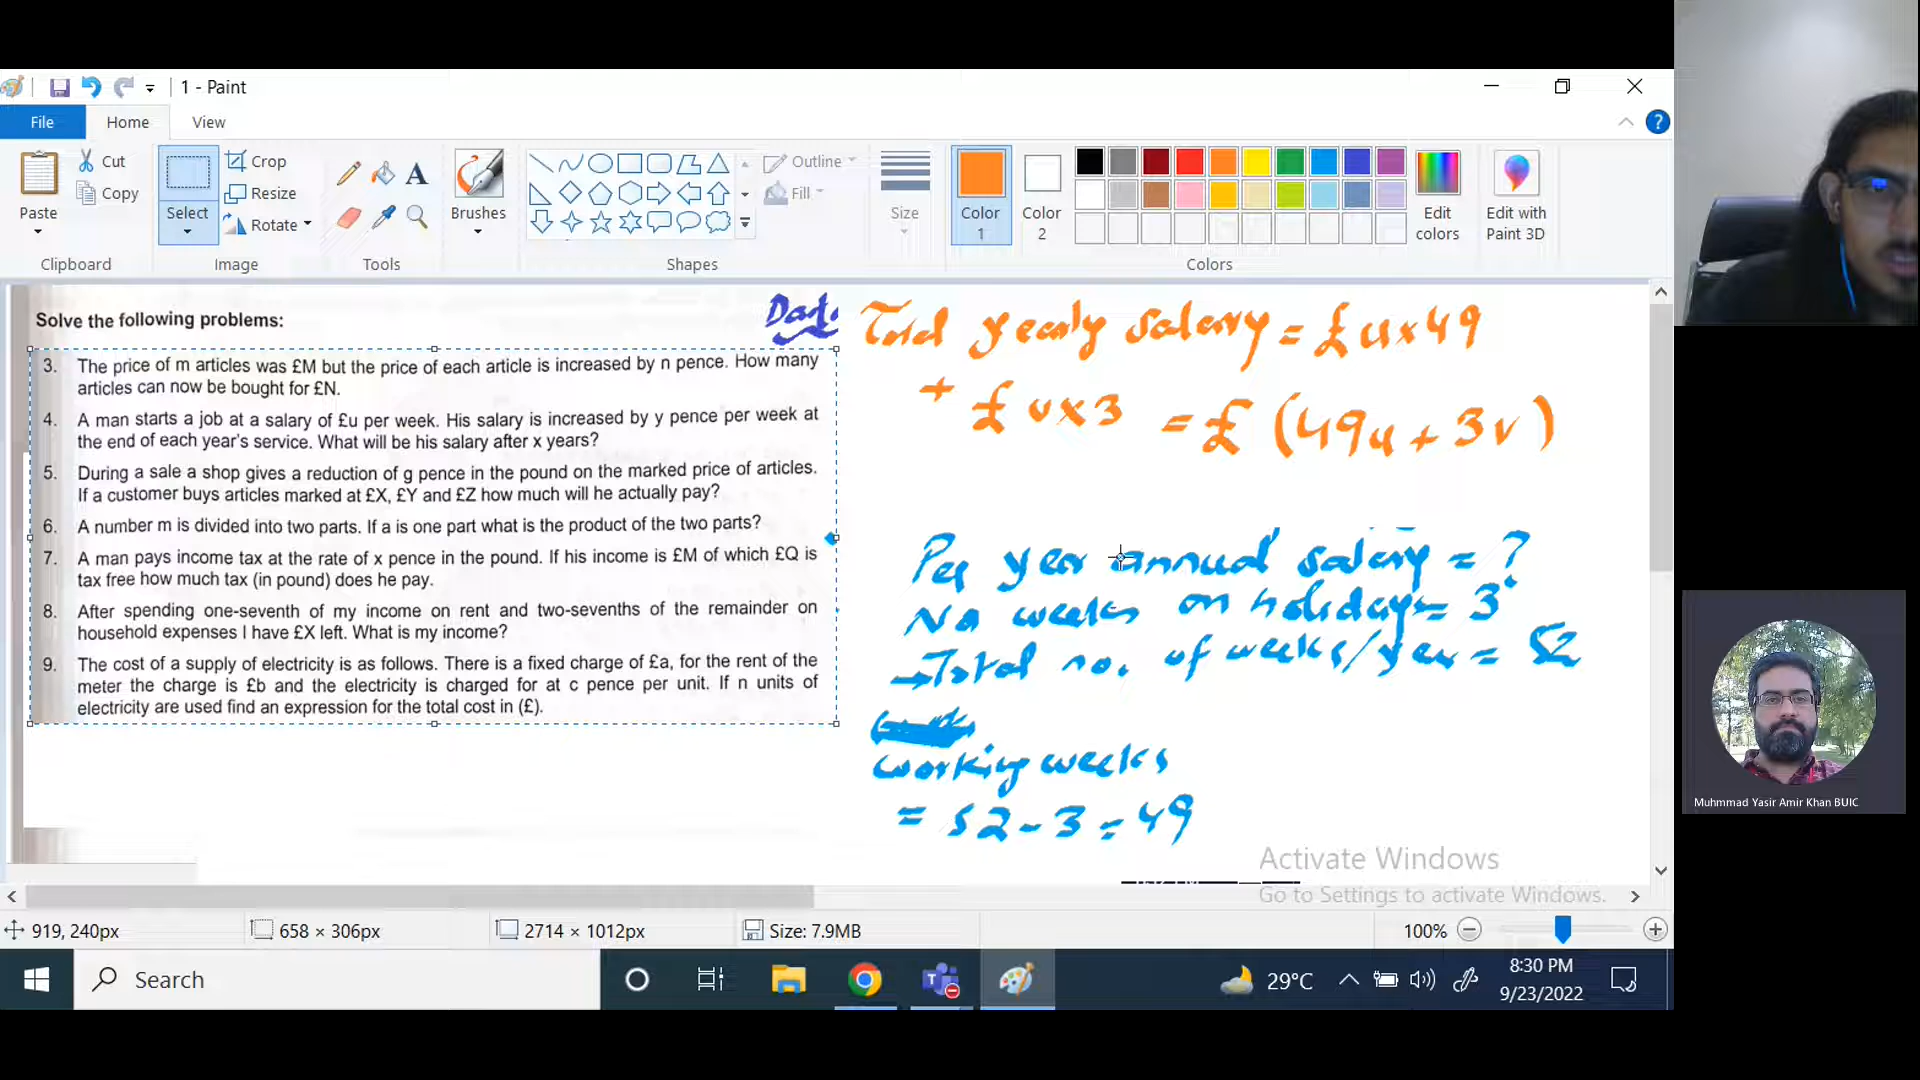 1 - Paint
File
Home
View
Paste
Cut
Copy
Clipboard
Select
Crop
Resize
Rotate
Image
A
Tools
Brushes
Shapes
Outline
Fill
Size
Color 1
Color 2
Edit colors
Edit with Paint 3D
Colors
Solve the following problems:
3. The price of m articles was £M but the price of each article is increased by n pence. How many
articles can now be bought for £N.
4. A man starts a job at a salary of £u per week. His salary is increased by y pence per week at
the end of each year's service. What will be his salary after x years?
5. During a sale a shop gives a reduction of g pence in the pound on the marked price of articles.
If a customer buys articles marked at £X, £Y and £Z how much will he actually pay?
6. A number m is divided into two parts. If a is one part what is the product of the two parts?
7. A man pays income tax at the rate of x pence in the pound. If his income is £M of which £Q is
tax free how much tax (in pound) does he pay.
8. After spending one-seventh of my income on rent and two-sevenths of the remainder on
household expenses I have £X left. What is my income?
9. The cost of a supply of electricity is as follows. There is a fixed charge of £a, for the rent of the
meter the charge is £b and the electricity is charged for at c pence per unit. If n units of
electricity are used find an expression for the total cost in (£).
Total yearly salary = £ u x 49
+ £ v x 3 = £ (49u + 3v)
Per year annual salary = ?
No weeks on holidays = 3
→ Total no. of weeks/year = 52
working weeks
= 52 - 3 = 49
Activate Windows
Go to Settings to activate Windows.
919, 240px
658 × 306px
2714 × 1012px
Size: 7.9MB
100%
Search
29°C
8:30 PM
9/23/2022
Muhmmad Yasir Amir Khan BUIC